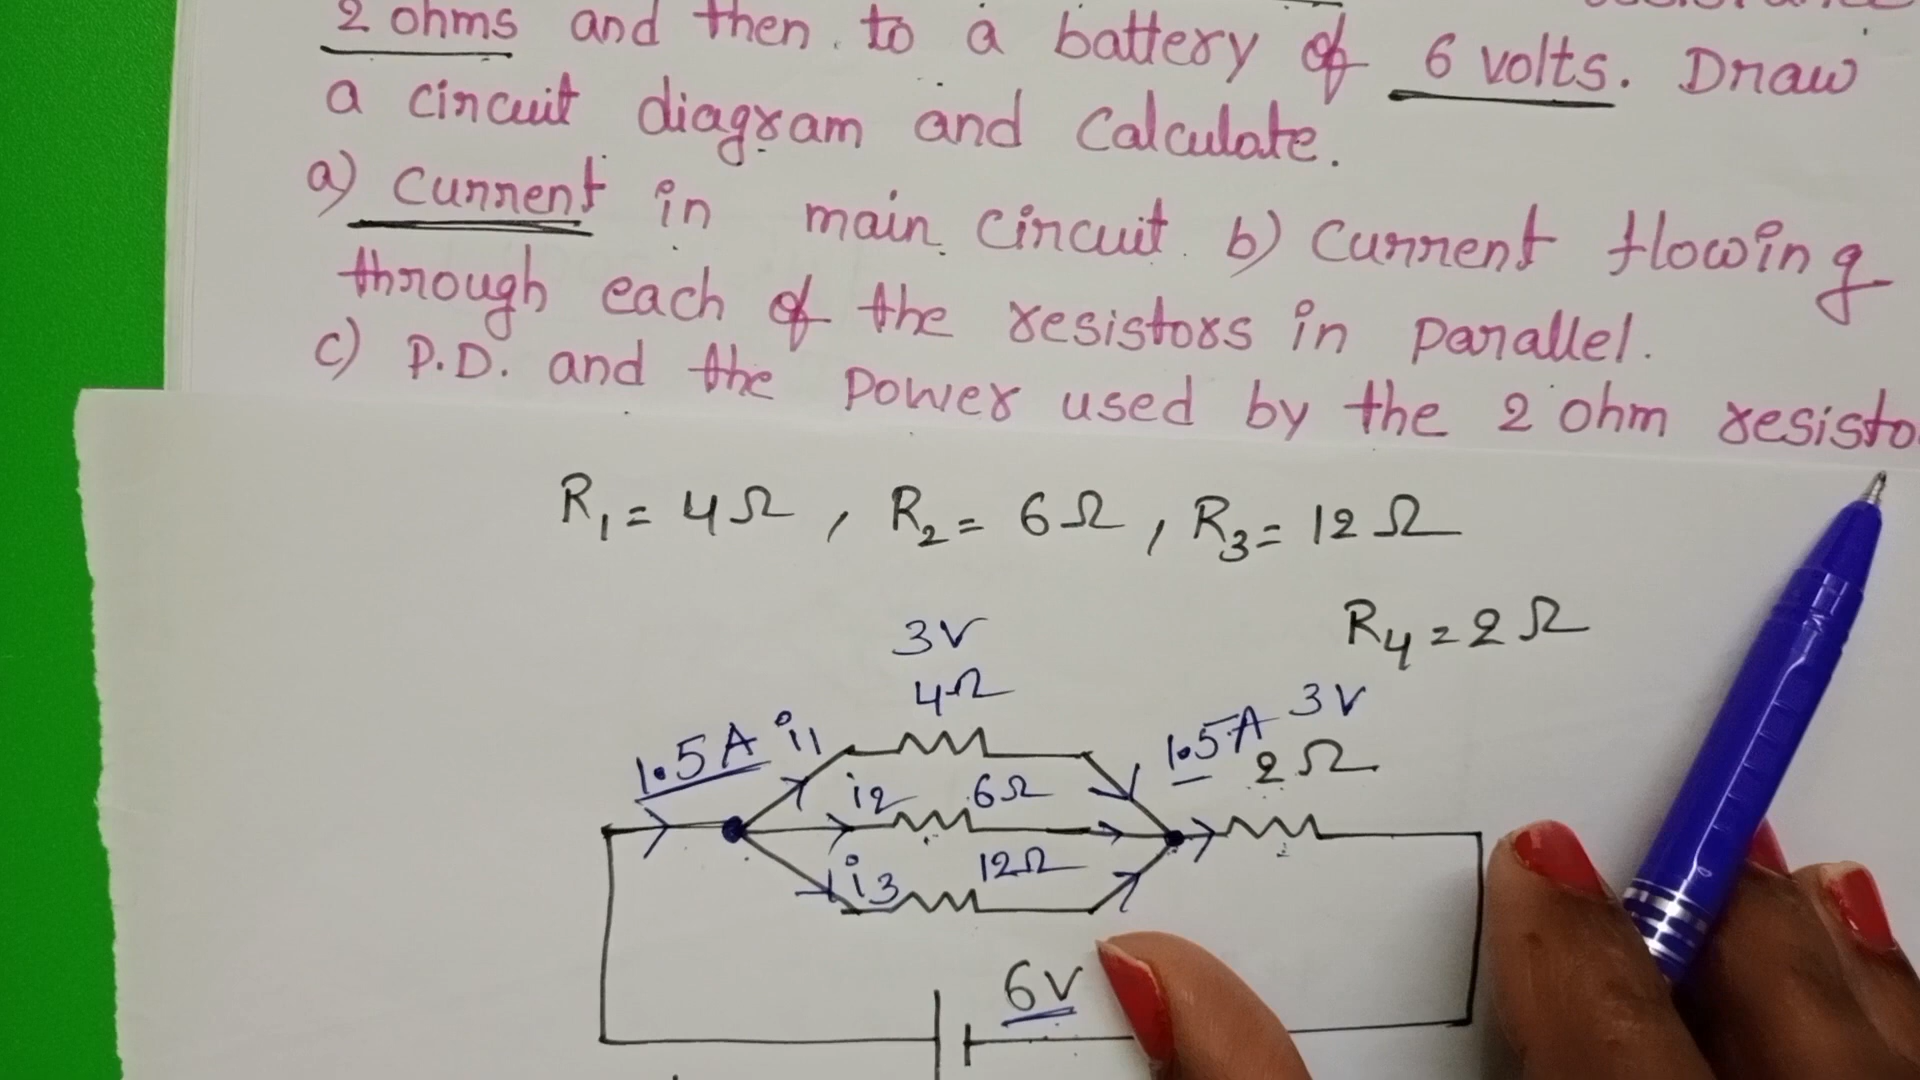 2 ohms and then to a battery of 6 volts. Draw
a circuit diagram and Calculate.
a) Current in main circuit b) Current flowing
through each of the resistors in parallel.
c) P.D. and the Power used by the 2 ohm resisto
R₁ = 4Ω , R₂ = 6Ω , R₃ = 12Ω
R₄ = 2Ω
3V
4Ω
1.5A i₁
1.5A 3V
2Ω
i₂ 6Ω
i₃ 12Ω
6V